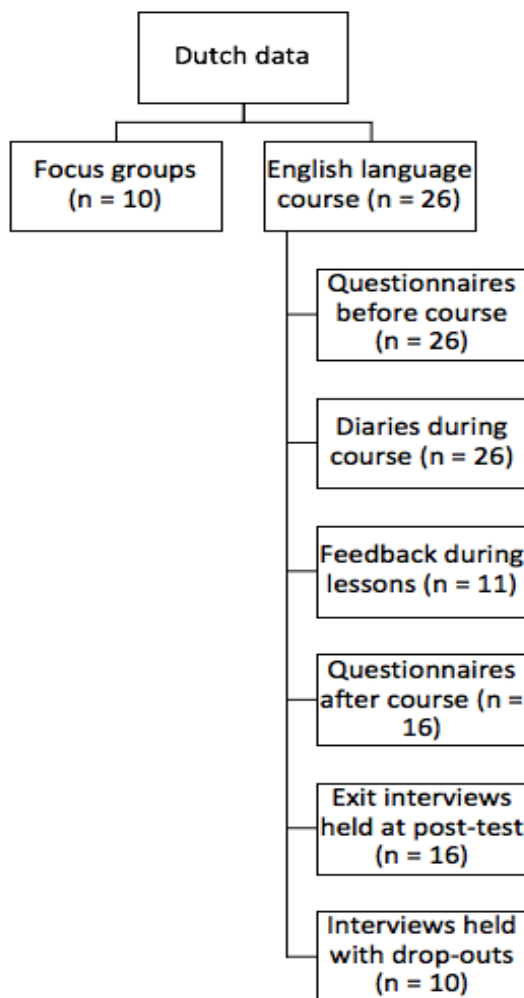 Dutch data
Focus groups
(n = 10)
English language
course (n = 26)
Questionnaires
before course
(n = 26)
Diaries during
course (n = 26)
Feedback during
lessons (n = 11)
Questionnaires
after course (n =
16)
Exit interviews
held at post-test
(n = 16)
Interviews held
with drop-outs
(n = 10)